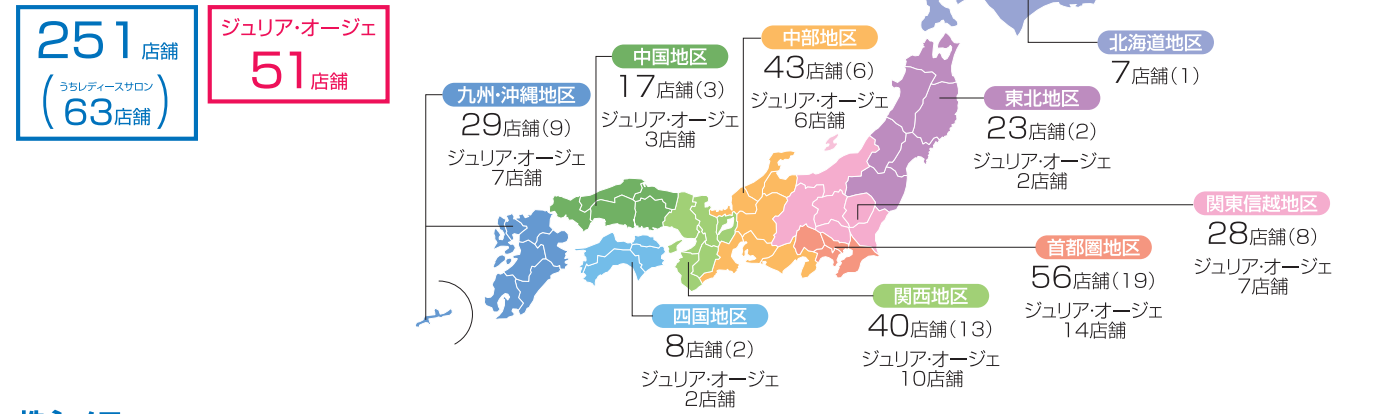 251店舗
(うちレディースサロン
63店舗)
ジュリア・オージェ
51店舗
九州・沖縄地区
29店舗(9)
ジュリア・オージェ
7店舗
中国地区
17店舗(3)
ジュリア・オージェ
3店舗
中部地区
43店舗(6)
ジュリア・オージェ
6店舗
北海道地区
7店舗(1)
東北地区
23店舗(2)
ジュリア・オージェ
2店舗
関東信越地区
28店舗(8)
ジュリア・オージェ
7店舗
首都圏地区
56店舗(19)
ジュリア・オージェ
14店舗
関西地区
40店舗(13)
ジュリア・オージェ
10店舗
四国地区
8店舗(2)
ジュリア・オージェ
2店舗